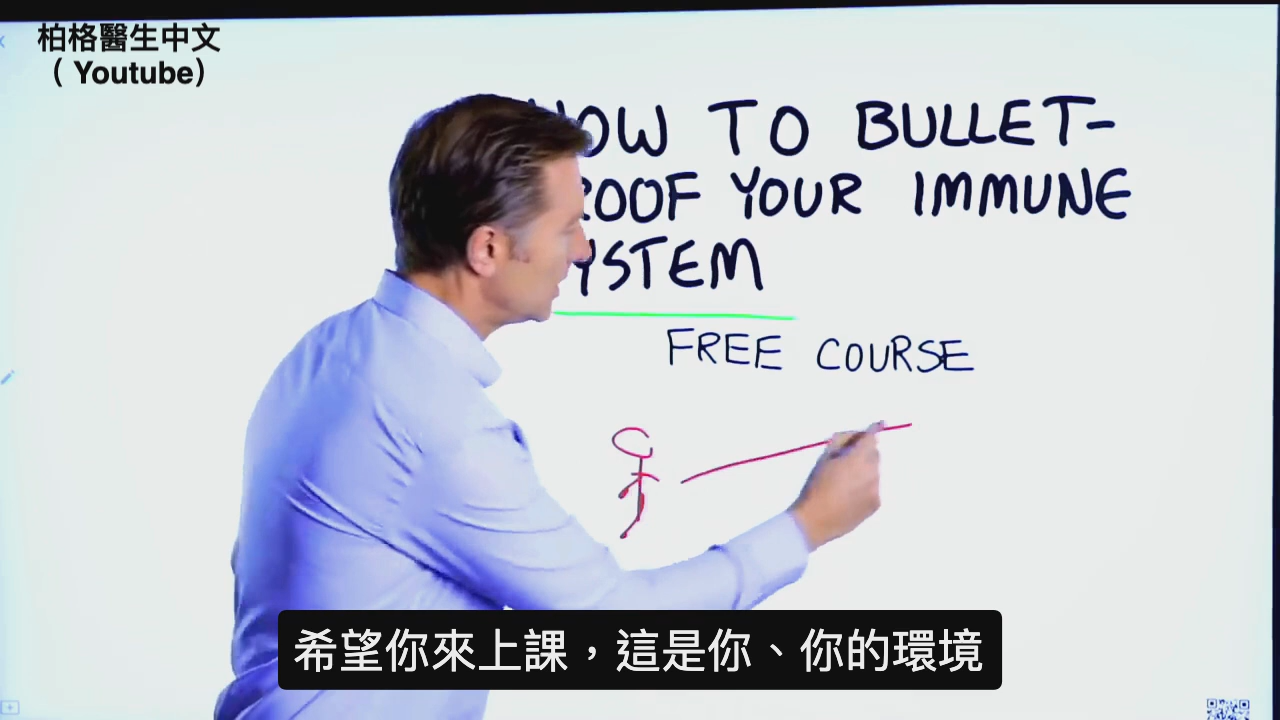 柏格醫生中文
（ Youtube）
HOW TO BULLET-
ROOF YOUR IMMUNE
YSTEM
FREE COURSE
希望你來上課，這是你、你的環境